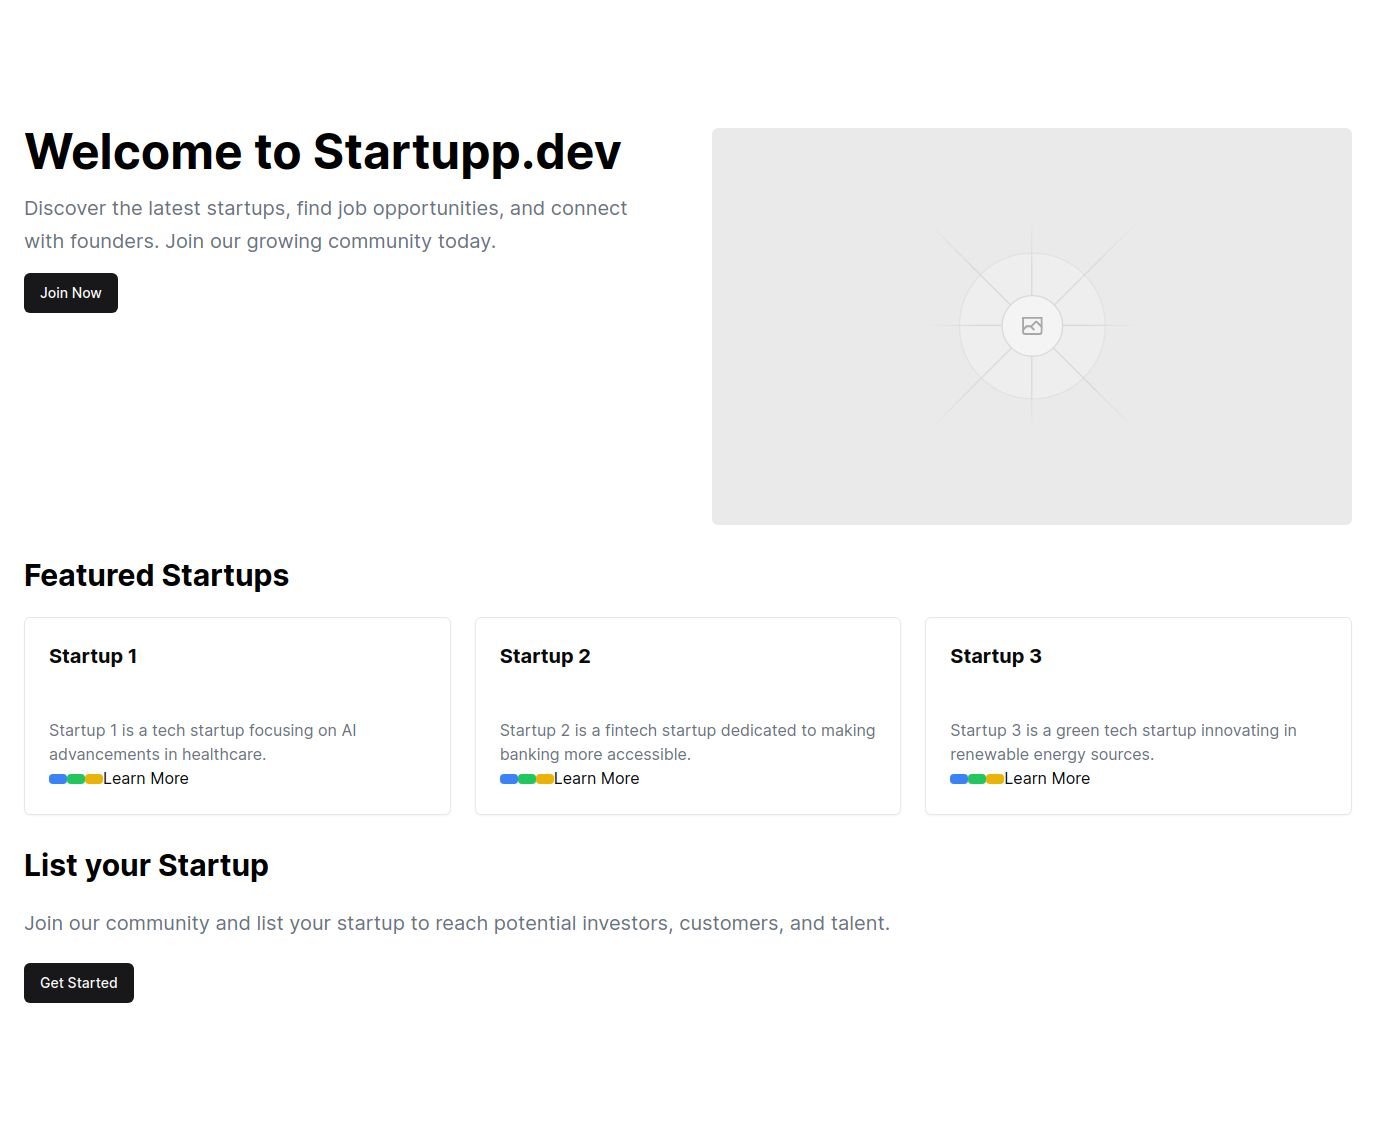 Welcome to Startupp.dev
Discover the latest startups, find job opportunities, and connect
with founders. Join our growing community today.
Join Now
Featured Startups
Startup 1
Startup 1 is a tech startup focusing on AI
advancements in healthcare.
Learn More
Startup 2
Startup 2 is a fintech startup dedicated to making
banking more accessible.
Learn More
Startup 3
Startup 3 is a green tech startup innovating in
renewable energy sources.
Learn More
List your Startup
Join our community and list your startup to reach potential investors, customers, and talent.
Get Started